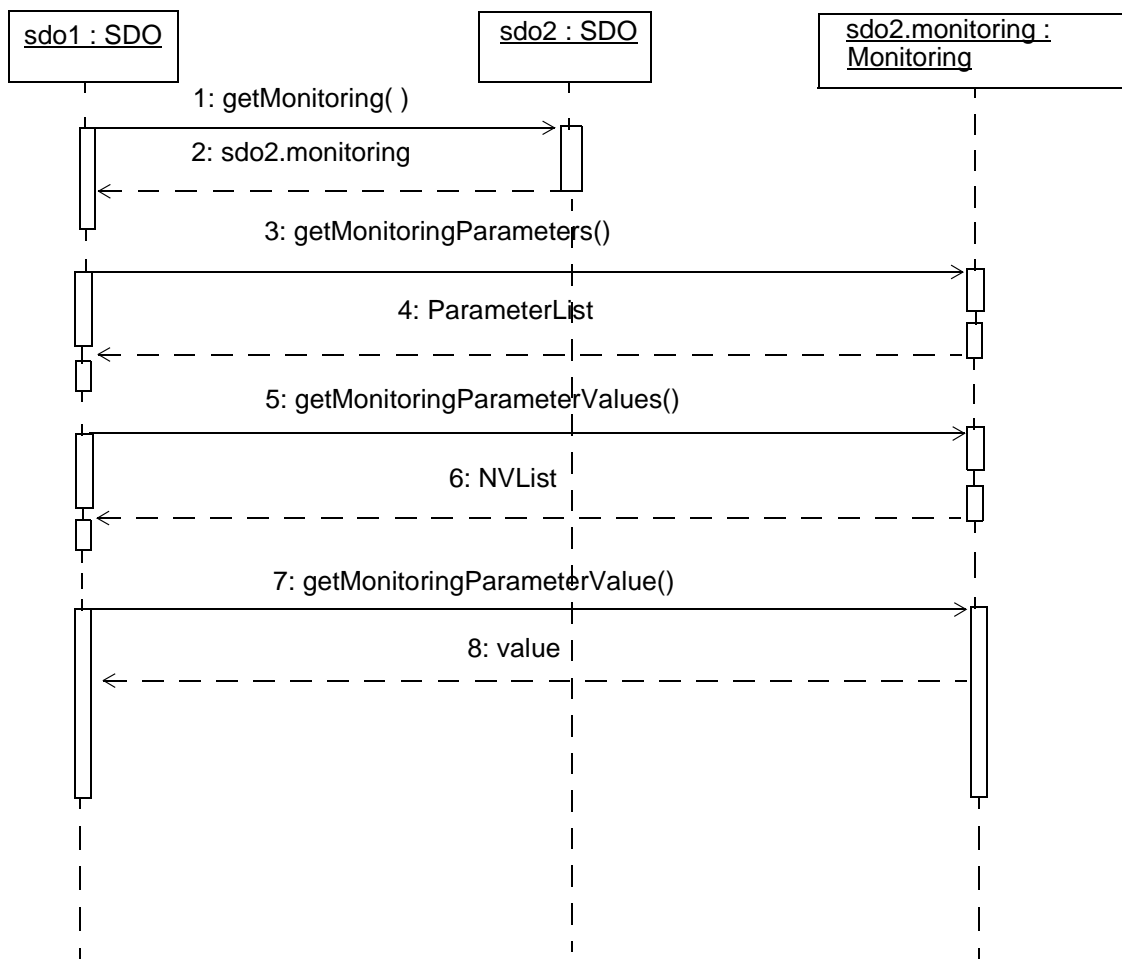 sdo1 : SDO
sdo2 : SDO
sdo2.monitoring :
Monitoring
1: getMonitoring( )
2: sdo2.monitoring
3: getMonitoringParameters()
4: ParameterList
5: getMonitoringParameterValues()
6: NVList
7: getMonitoringParameterValue()
8: value